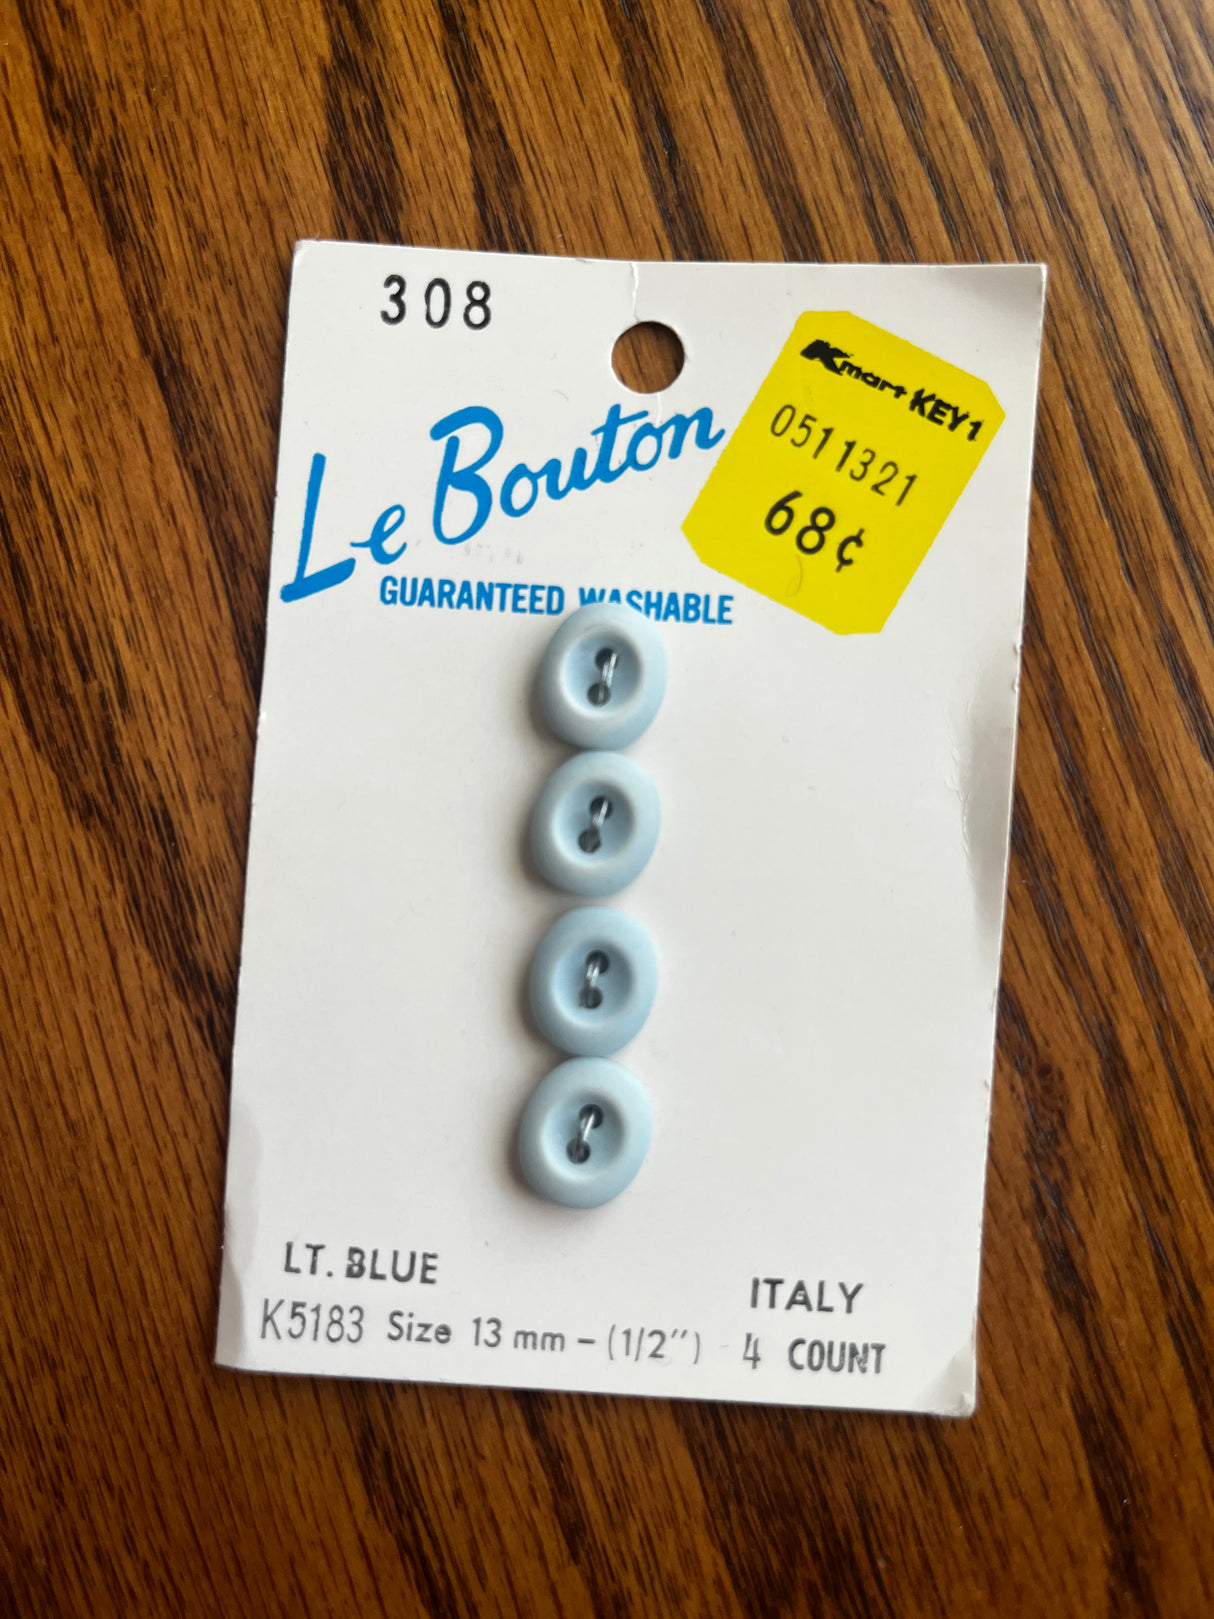 308
Le Bouton
GUARANTEED WASHABLE
Kmart KEY1
0511321
68¢
LT. BLUE
ITALY
K5183 Size 13 mm – (1/2") 4 COUNT